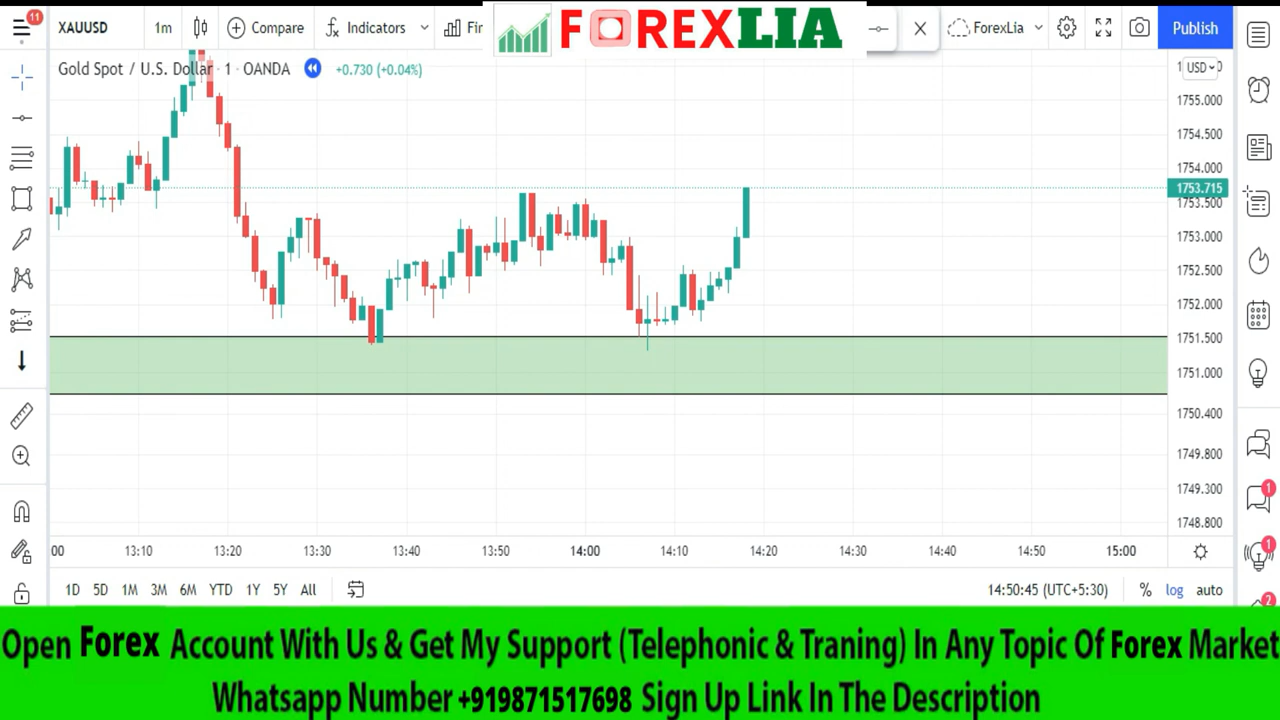 11
XAUUSD
1m
Compare
Indicators
FOREXLIA
ForexLia
Publish
Gold Spot / U.S. Dollar · 1 · OANDA
+0.730 (+0.04%)
USD
1755.000
1754.500
1754.000
1753.715
1753.500
1753.000
1752.500
1752.000
1751.500
1751.000
1750.400
1749.800
1749.300
1748.800
1
1
2
:00
13:10
13:20
13:30
13:40
13:50
14:00
14:10
14:20
14:30
14:40
14:50
15:00
1D 5D 1M 3M 6M YTD 1Y 5Y All
14:50:45 (UTC+5:30)
% log auto
Open Forex Account With Us & Get My Support (Telephonic & Traning) In Any Topic Of Forex Market
Whatsapp Number +919871517698 Sign Up Link In The Description